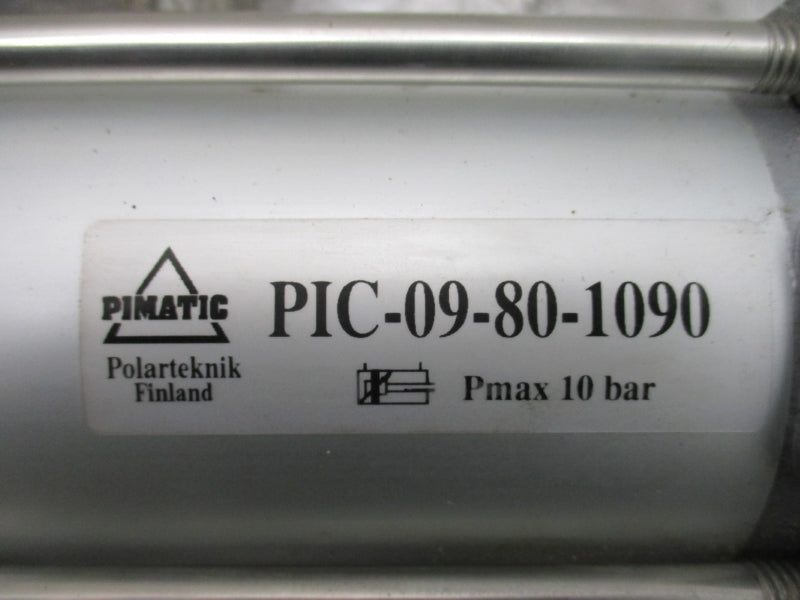 PIMATIC
Polarteknik
Finland
PIC-09-80-1090
Pmax 10 bar